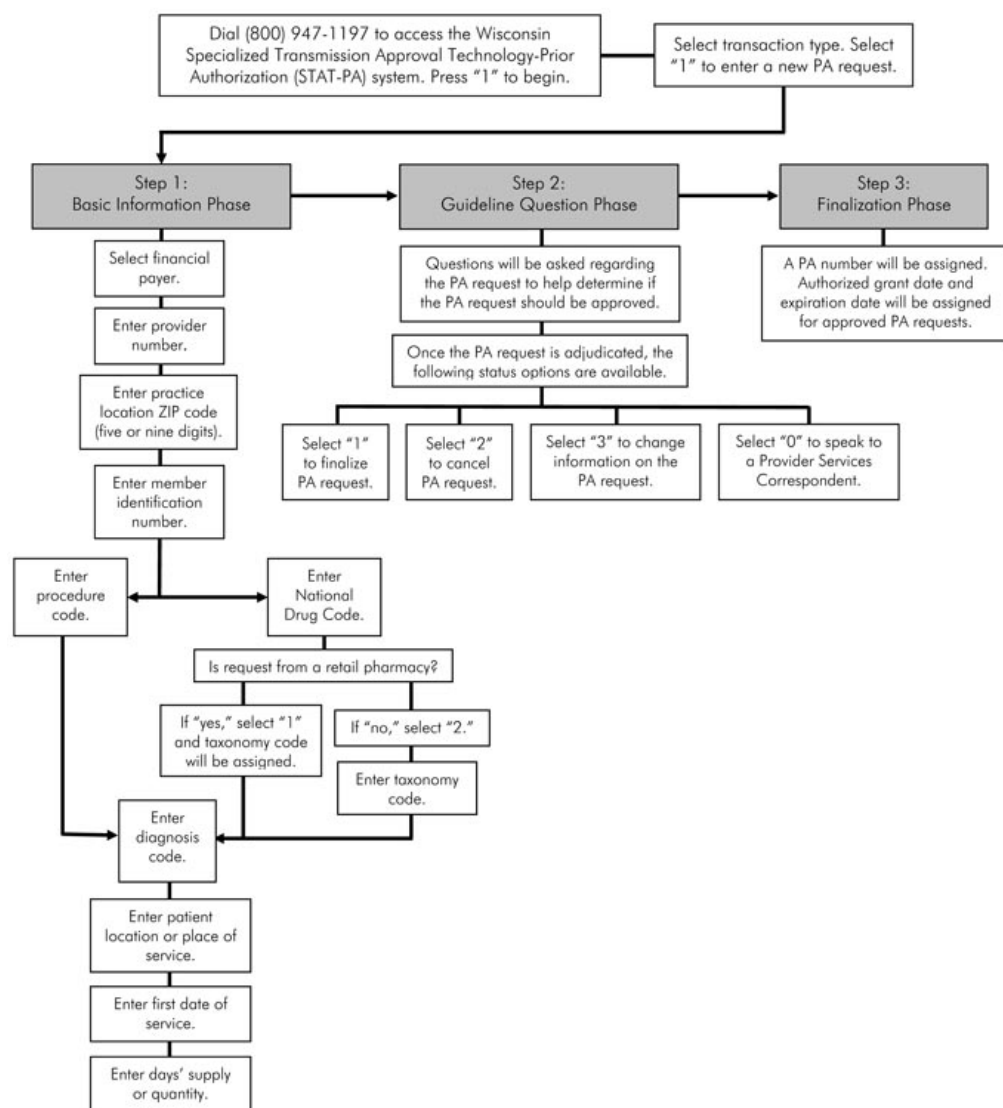 Dial (800) 947-1197 to access the Wisconsin
Specialized Transmission Approval Technology-Prior
Authorization (STAT-PA) system. Press "1" to begin.
Select transaction type. Select
"1" to enter a new PA request.
Step 1:
Basic Information Phase
Step 2:
Guideline Question Phase
Step 3:
Finalization Phase
Select financial
payer.
Enter provider
number.
Enter practice
location ZIP code
(five or nine digits).
Enter member
identification
number.
Questions will be asked regarding
the PA request to help determine if
the PA request should be approved.
Once the PA request is adjudicated, the
following status options are available.
Select "1"
to finalize
PA request.
Select "2"
to cancel
PA request.
Select "3" to change
information on the
PA request.
Select "0" to speak to
a Provider Services
Correspondent.
A PA number will be assigned.
Authorized grant date and
expiration date will be assigned
for approved PA requests.
Enter
procedure
code.
Enter
National
Drug Code.
Is request from a retail pharmacy?
If "yes," select "1"
and taxonomy code
will be assigned.
If "no," select "2."
Enter taxonomy
code.
Enter
diagnosis
code.
Enter patient
location or place of
service.
Enter first date of
service.
Enter days' supply
or quantity.